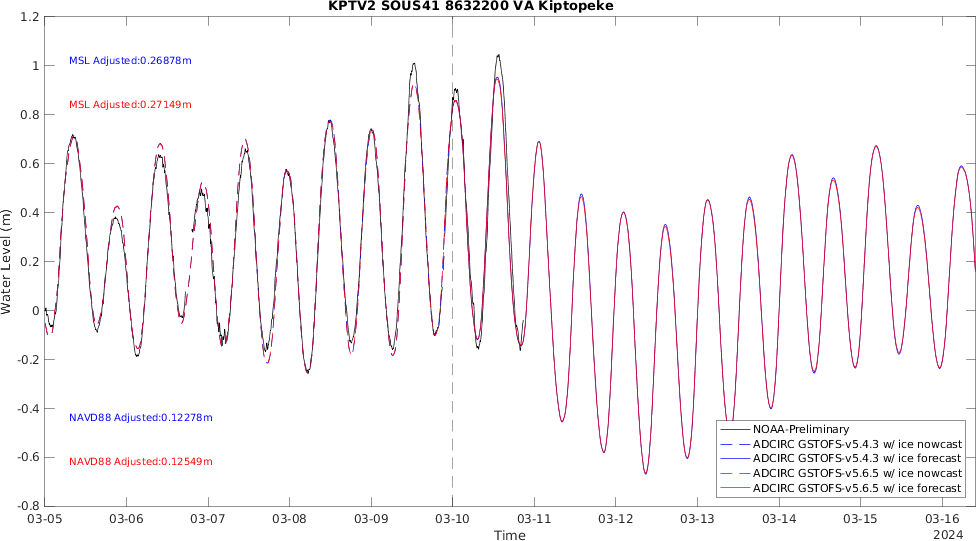 KPTV2 SOUS41 8632200 VA Kiptopeke
1.2
1
0.8
0.6
0.4
0.2
0
-0.2
-0.4
-0.6
-0.8
Water Level (m)
MSL Adjusted:0.26878m
MSL Adjusted:0.27149m
NAVD88 Adjusted:0.12278m
NAVD88 Adjusted:0.12549m
NOAA-Preliminary
ADCIRC GSTOFS-v5.4.3 w/ ice nowcast
ADCIRC GSTOFS-v5.4.3 w/ ice forecast
ADCIRC GSTOFS-v5.6.5 w/ ice nowcast
ADCIRC GSTOFS-v5.6.5 w/ ice forecast
03-05 03-06 03-07 03-08 03-09 03-10 03-11 03-12 03-13 03-14 03-15 03-16
Time
2024